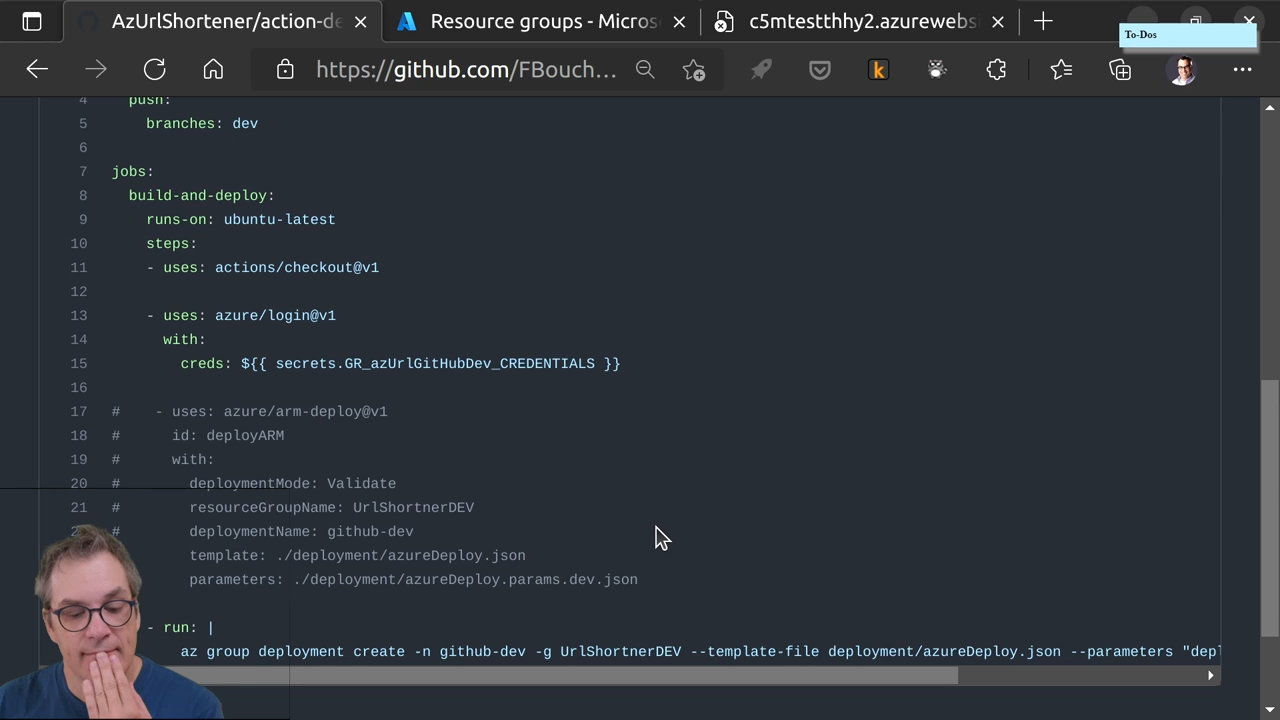 AzUrlShortener/action-de
Resource groups - Micros
c5mtestthhy2.azurewebs
To-Dos
https://github.com/FBouch...
4 push:
5 branches: dev
6
7 jobs:
8 build-and-deploy:
9 runs-on: ubuntu-latest
10 steps:
11 - uses: actions/checkout@v1
12
13 - uses: azure/login@v1
14 with:
15 creds: ${{ secrets.GR_azUrlGitHubDev_CREDENTIALS }}
16
17 # - uses: azure/arm-deploy@v1
18 # id: deployARM
19 # with:
20 # deploymentMode: Validate
21 # resourceGroupName: UrlShortnerDEV
# deploymentName: github-dev
template: ./deployment/azureDeploy.json
parameters: ./deployment/azureDeploy.params.dev.json
- run: |
az group deployment create -n github-dev -g UrlShortnerDEV --template-file deployment/azureDeploy.json --parameters "depl